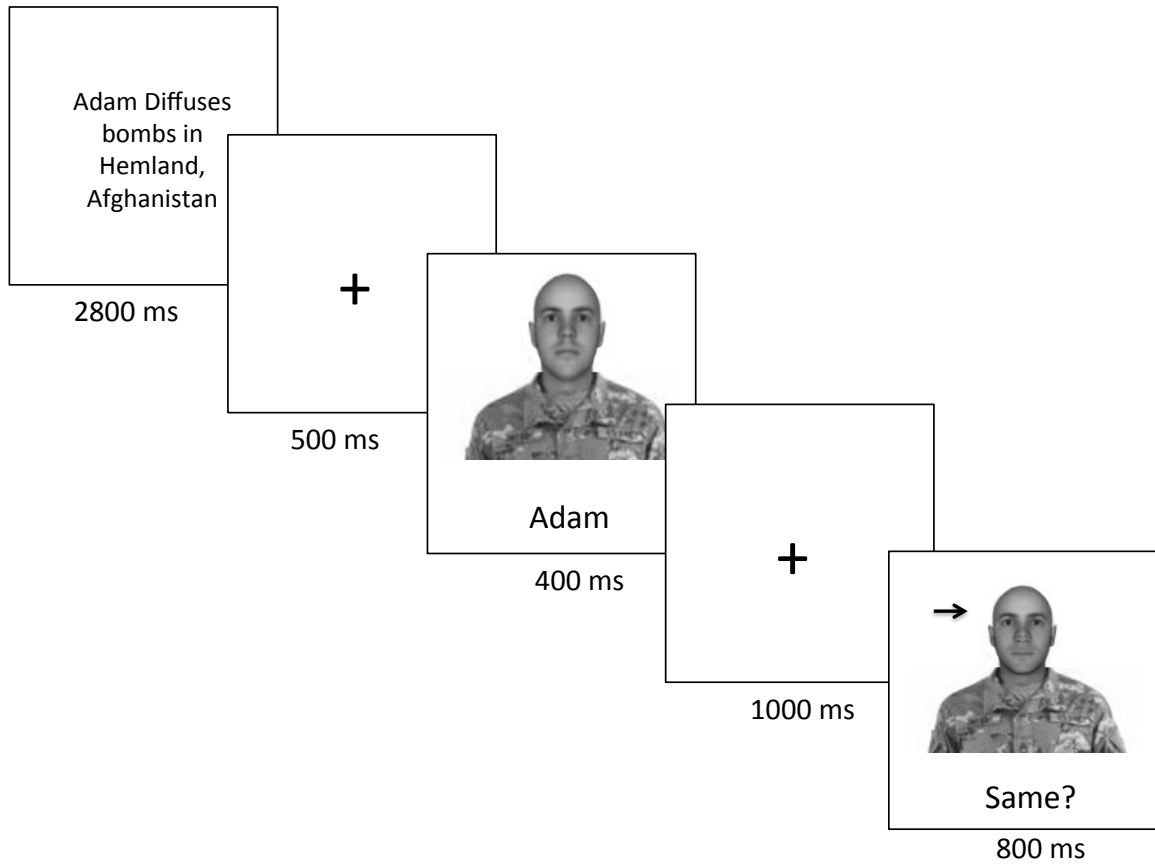 Adam Diffuses
bombs in
Hemland,
Afghanistan
2800 ms
+
500 ms
Adam
400 ms
+
1000 ms
→
Same?
800 ms